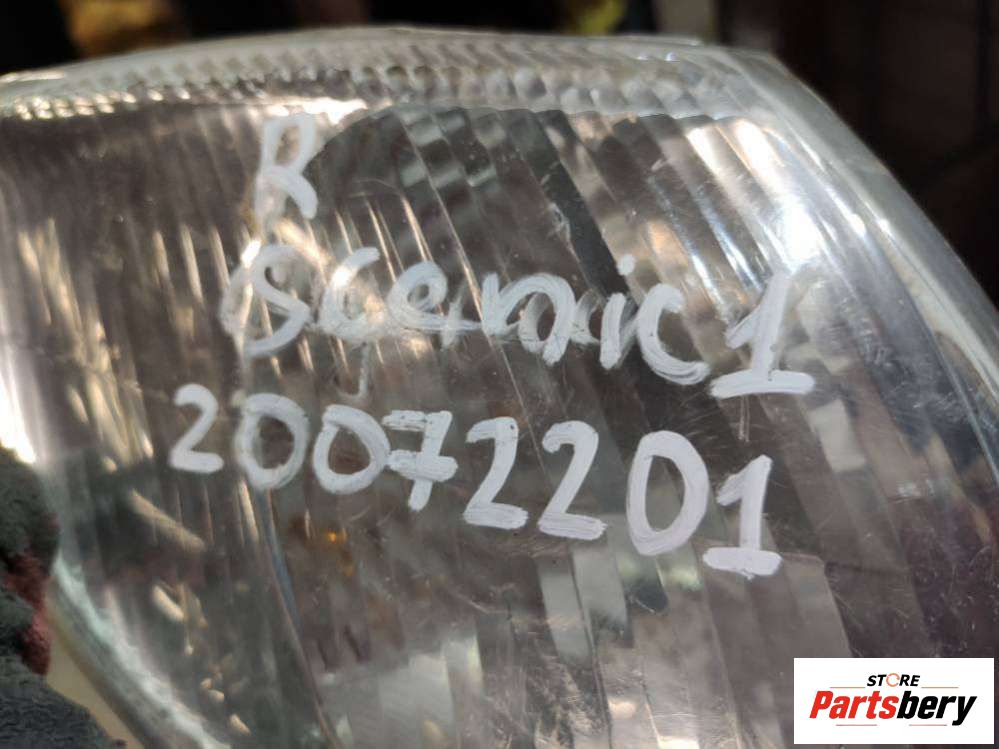 R
Scenic 1
20072201
STORE
Partsbery